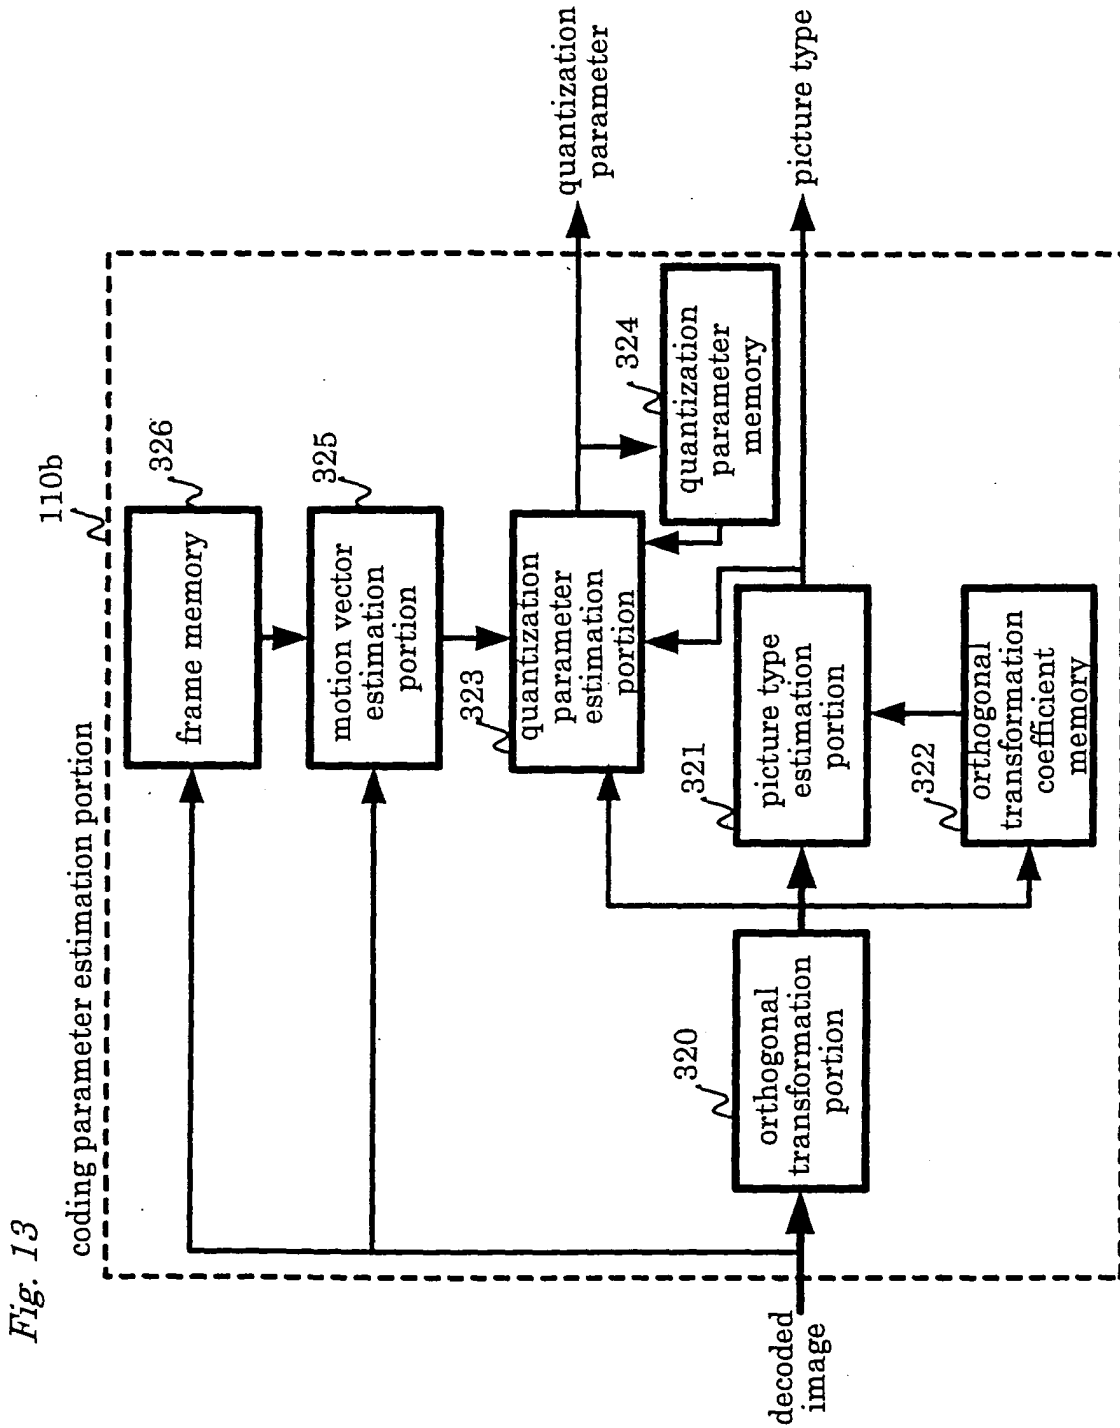 Fig. 13
coding parameter estimation portion
110b
frame memory
326
motion vector
estimation
portion
325
323
quantization
parameter
estimation
portion
quantization
parameter
324
quantization
parameter
memory
decoded
image
320
orthogonal
transformation
portion
321
picture type
estimation
portion
picture type
322
orthogonal
transformation
coefficient
memory